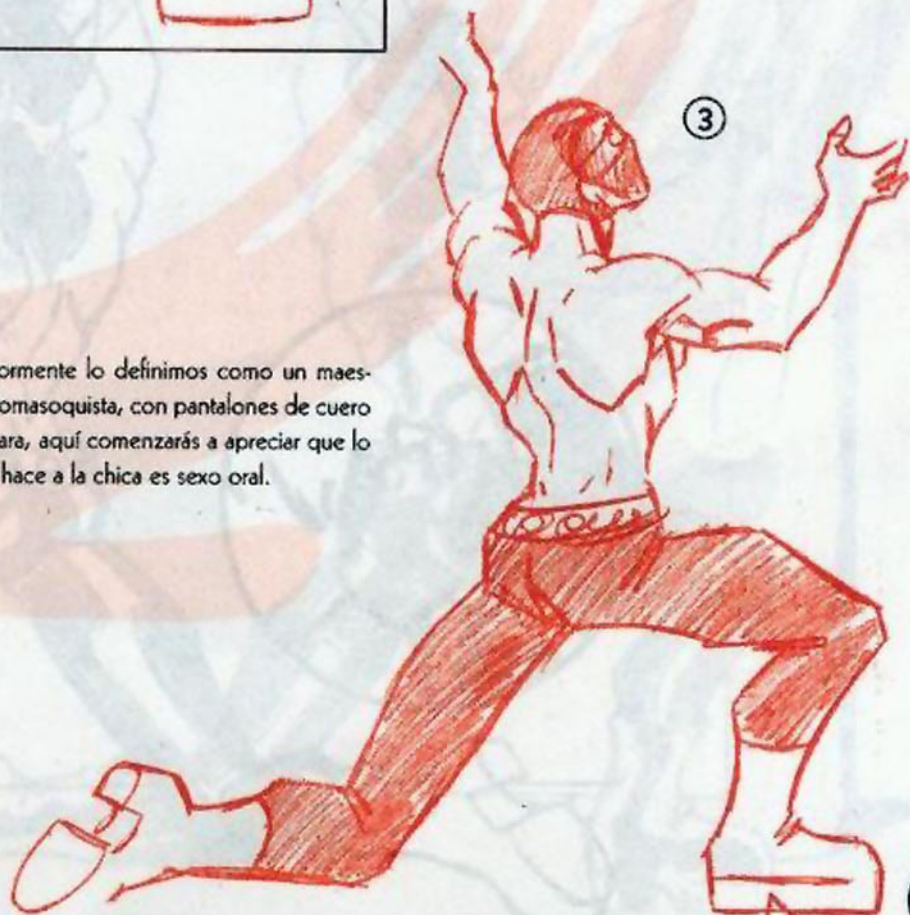 3
ormente lo definimos como un maes-
omasoquista, con pantalones de cuero
ara, aquí comenzarás a apreciar que lo
hace a la chica es sexo oral.